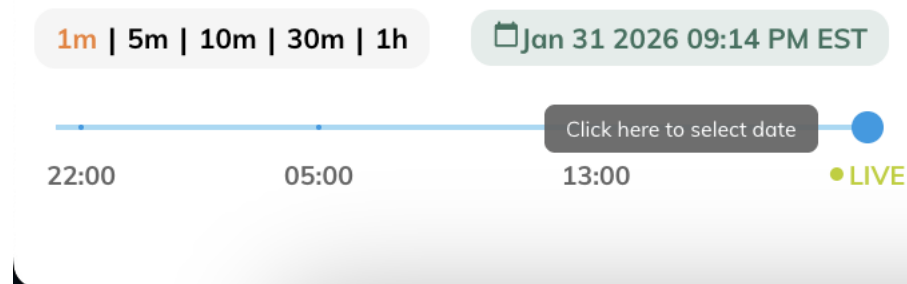 1m | 5m | 10m | 30m | 1h
Jan 31 2026 09:14 PM EST
Click here to select date
22:00
05:00
13:00
LIVE